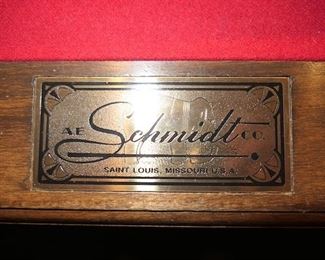 A.E. Schmidt CO.
SAINT LOUIS, MISSOURI U.S.A.